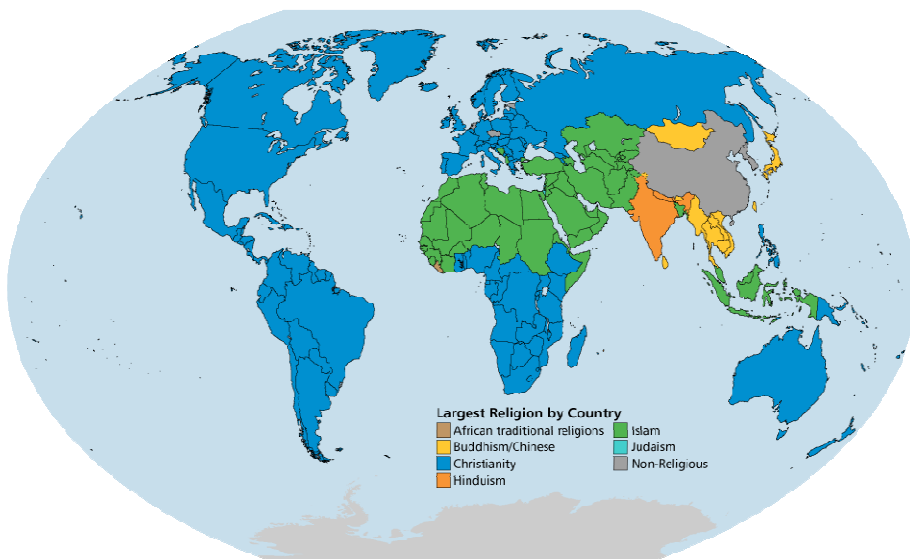 Largest Religion by Country
African traditional religions
Buddhism/Chinese
Christianity
Hinduism
Islam
Judaism
Non-Religious